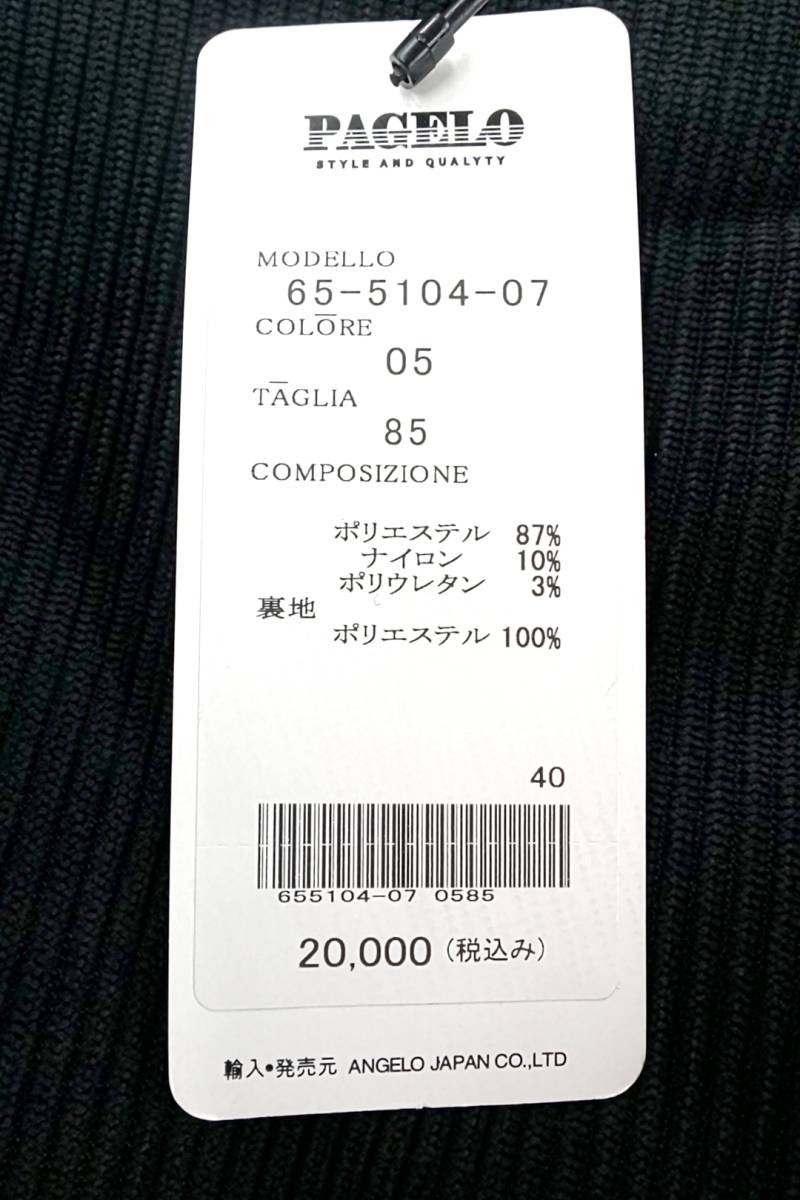 PAGELO
STYLE AND QUALYTY
MODELLO
65-5104-07
COLORE
05
TAGLIA
85
COMPOSIZIONE
ポリエステル 87%
ナイロン 10%
ポリウレタン 3%
裏地
ポリエステル 100%
40
655104-07 0585
20,000 (税込み)
輸入・発売元 ANGELO JAPAN CO.,LTD